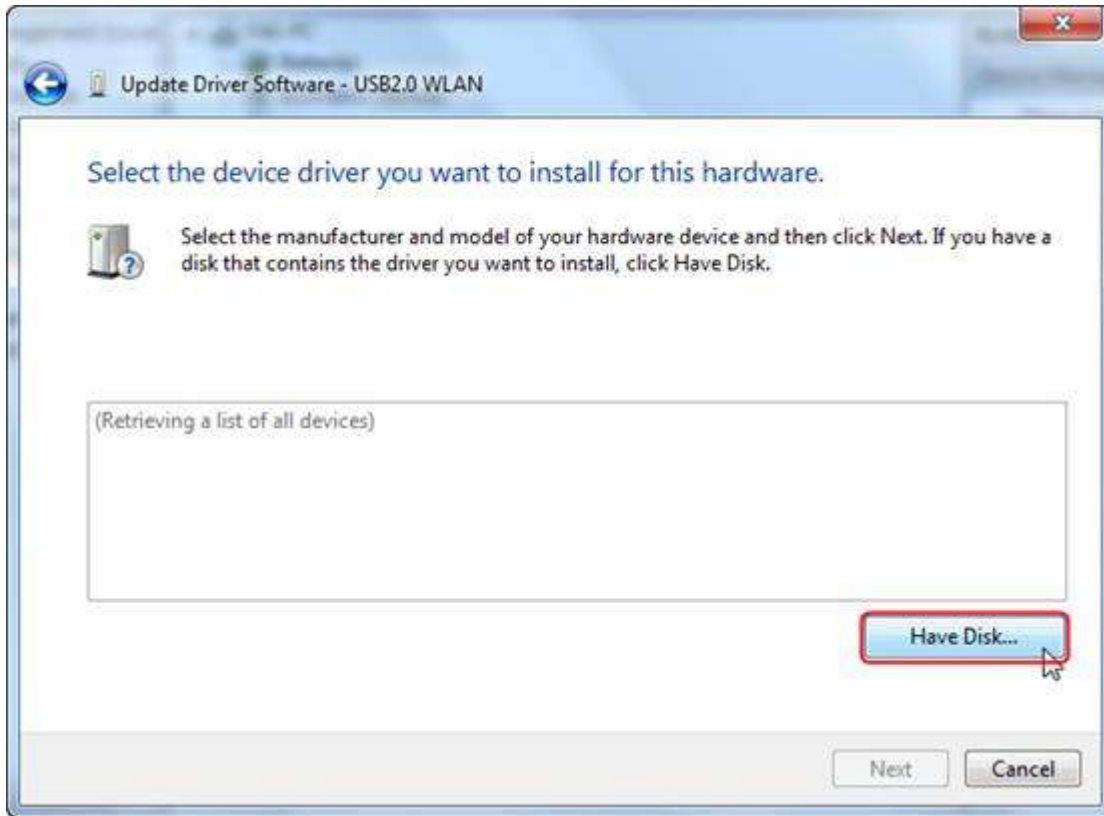 Update Driver Software - USB2.0 WLAN
Select the device driver you want to install for this hardware.
Select the manufacturer and model of your hardware device and then click Next. If you have a
disk that contains the driver you want to install, click Have Disk.
(Retrieving a list of all devices)
Have Disk...
Next
Cancel